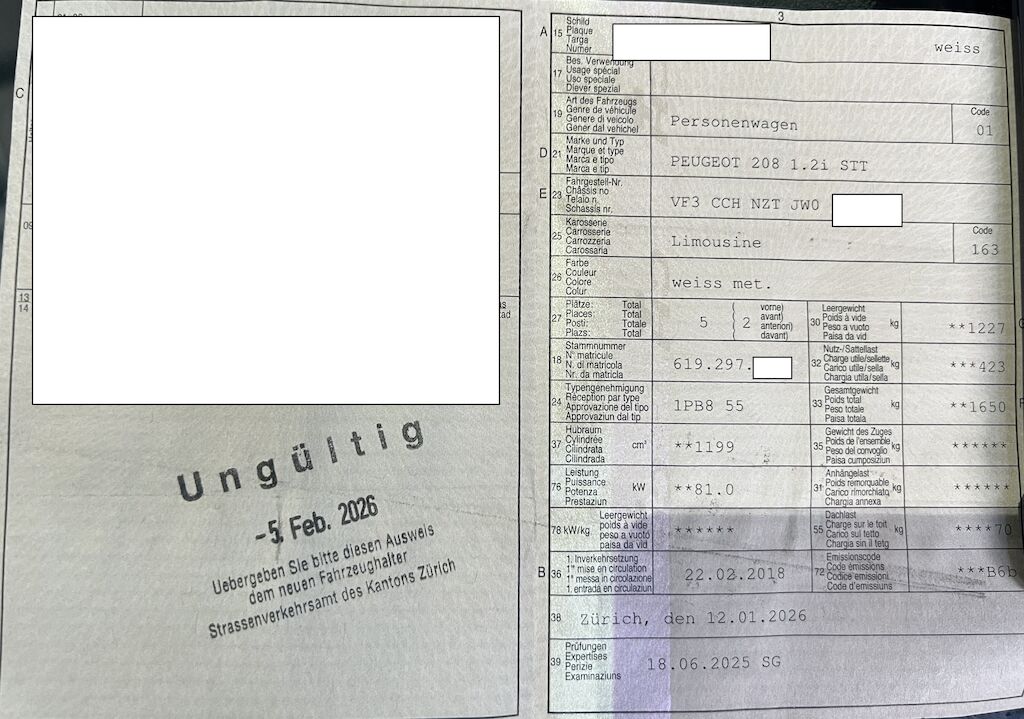 C
09
13
14
Ungültig
-5. Feb. 2026
Uebergeben Sie bitte diesen Ausweis
dem neuen Fahrzeughalter
Strassenverkehrsamt des Kantons Zürich
3
A 15 Schild
Plaque
Targa
Numer
weiss
17 Bes. Verwendung
Usage spécial
Uso speciale
Diever spezial
19 Art des Fahrzeugs
Genre de véhicule
Genere di veicolo
Gener dal vehichel
Personenwagen
Code
01
D 21 Marke und Typ
Marque et type
Marca e tipo
Marca e tip
PEUGEOT 208 1.2i STT
E 23 Fahrgestell-Nr.
Châssis no
Telaio n.
Schassis nr.
VF3 CCH NZT JW0
25 Karosserie
Carrosserie
Carrozzeria
Carossaria
Limousine
Code
163
26 Farbe
Couleur
Colore
Colur
weiss met.
27 Plätze: Total
Places: Total
Posti: Totale
Plazs: Total
5
2
vorne)
avant)
anteriori)
davant)
30 Leergewicht
Poids à vide
Peso a vuoto
Paisa da vid
kg
**1227
18 Stammnummer
N° matricule
N. di matricola
Nr. da matricla
619.297.
32 Nutz-/Sattellast
Charge utile/sellette
Carico utile/sella
Chargia utila/sella
kg
***423
24 Typengenehmigung
Réception par type
Approvazione del tipo
Approvaziun dal tip
1PB8 55
33 Gesamtgewicht
Poids total
Peso totale
Paisa totala
kg
**1650
37 Hubraum
Cylindrée
Cilindrata
Cilindrada
cm³
**1199
35 Gewicht des Zuges
Poids de l'ensemble
Peso del convoglio
Paisa cumposiziun
kg
******
76 Leistung
Puissance
Potenza
Prestaziun
kW
**81.0
31 Anhängelast
Poids remorquable
Carico rimorchiato
Chargia annexa
kg
******
78 kW/kg
Leergewicht
poids à vide
peso a vuoto
paisa da vid
******
55 Dachlast
Charge sur le toit
Carico sul tetto
Chargia sin il tetg
kg
****70
B 36 1. Inverkehrsetzung
1re mise en circulation
1a messa in circolazione
1. entrada en circulaziun
22.02.2018
72 Emissionscode
Code émissions
Codice emissioni
Code d'emissiuns
***B6b
38
Zürich, den 12.01.2026
39 Prüfungen
Expertises
Perizie
Examinaziuns
18.06.2025 SG